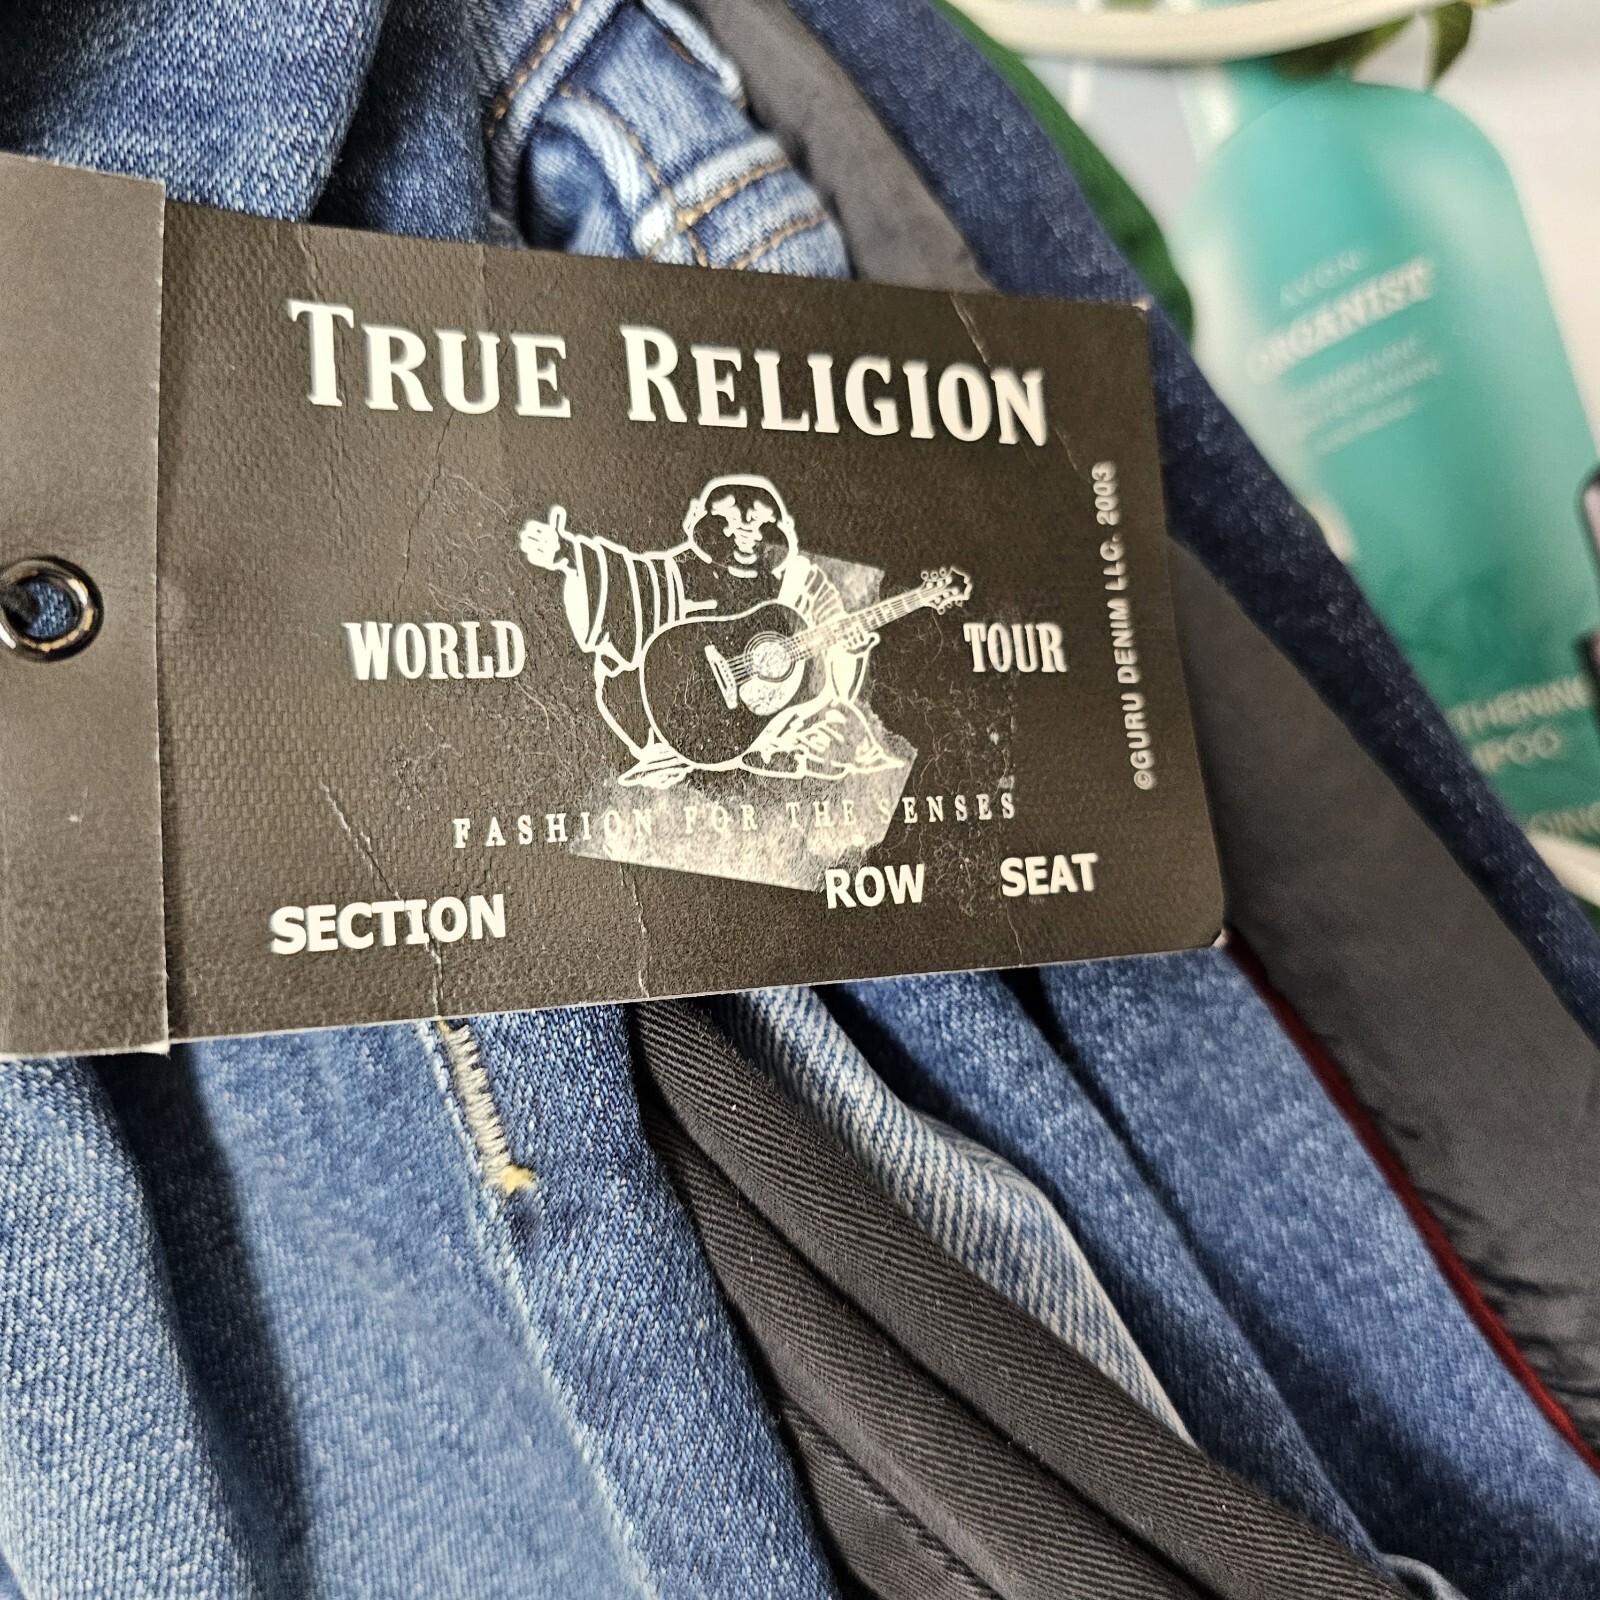 TRUE RELIGION
WORLD TOUR
FASHION FOR THE SENSES
SECTION ROW SEAT
©GURU DENIM LLC. 2003
ORGANIST